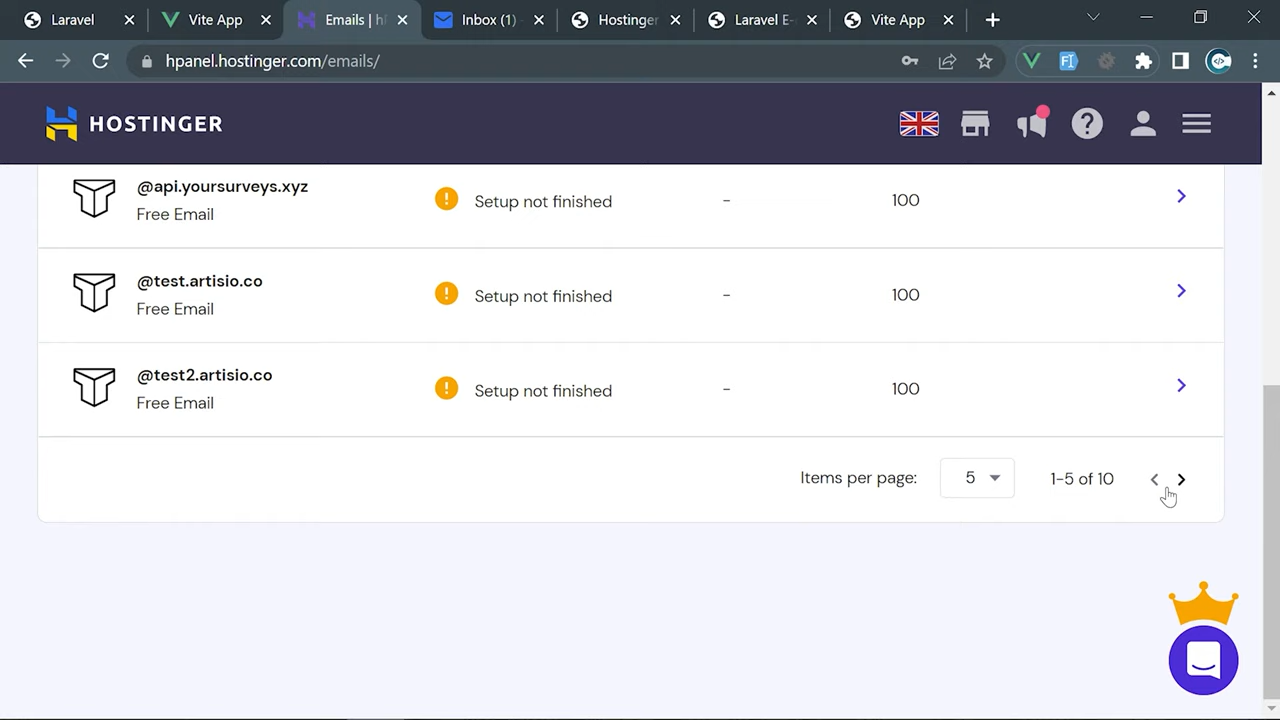 Laravel
Vite App
Emails | h
Inbox (1)
Hostinger
Laravel E-
Vite App
hpanel.hostinger.com/emails/
HOSTINGER
@api.yoursurveys.xyz
Free Email
Setup not finished
-
100
@test.artisio.co
Free Email
Setup not finished
-
100
@test2.artisio.co
Free Email
Setup not finished
-
100
Items per page:
5
1-5 of 10